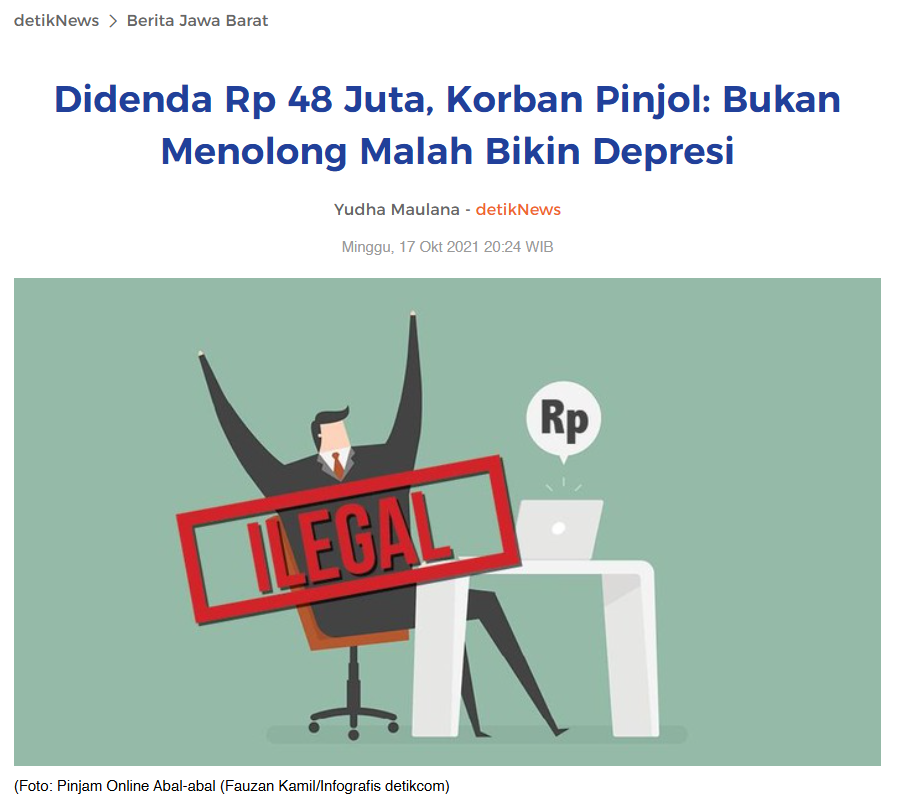 detikNews > Berita Jawa Barat
Didenda Rp 48 Juta, Korban Pinjol: Bukan
Menolong Malah Bikin Depresi
Yudha Maulana - detikNews
Minggu, 17 Okt 2021 20:24 WIB
Rp
ILEGAL
(Foto: Pinjam Online Abal-abal (Fauzan Kamil/Infografis detikcom)